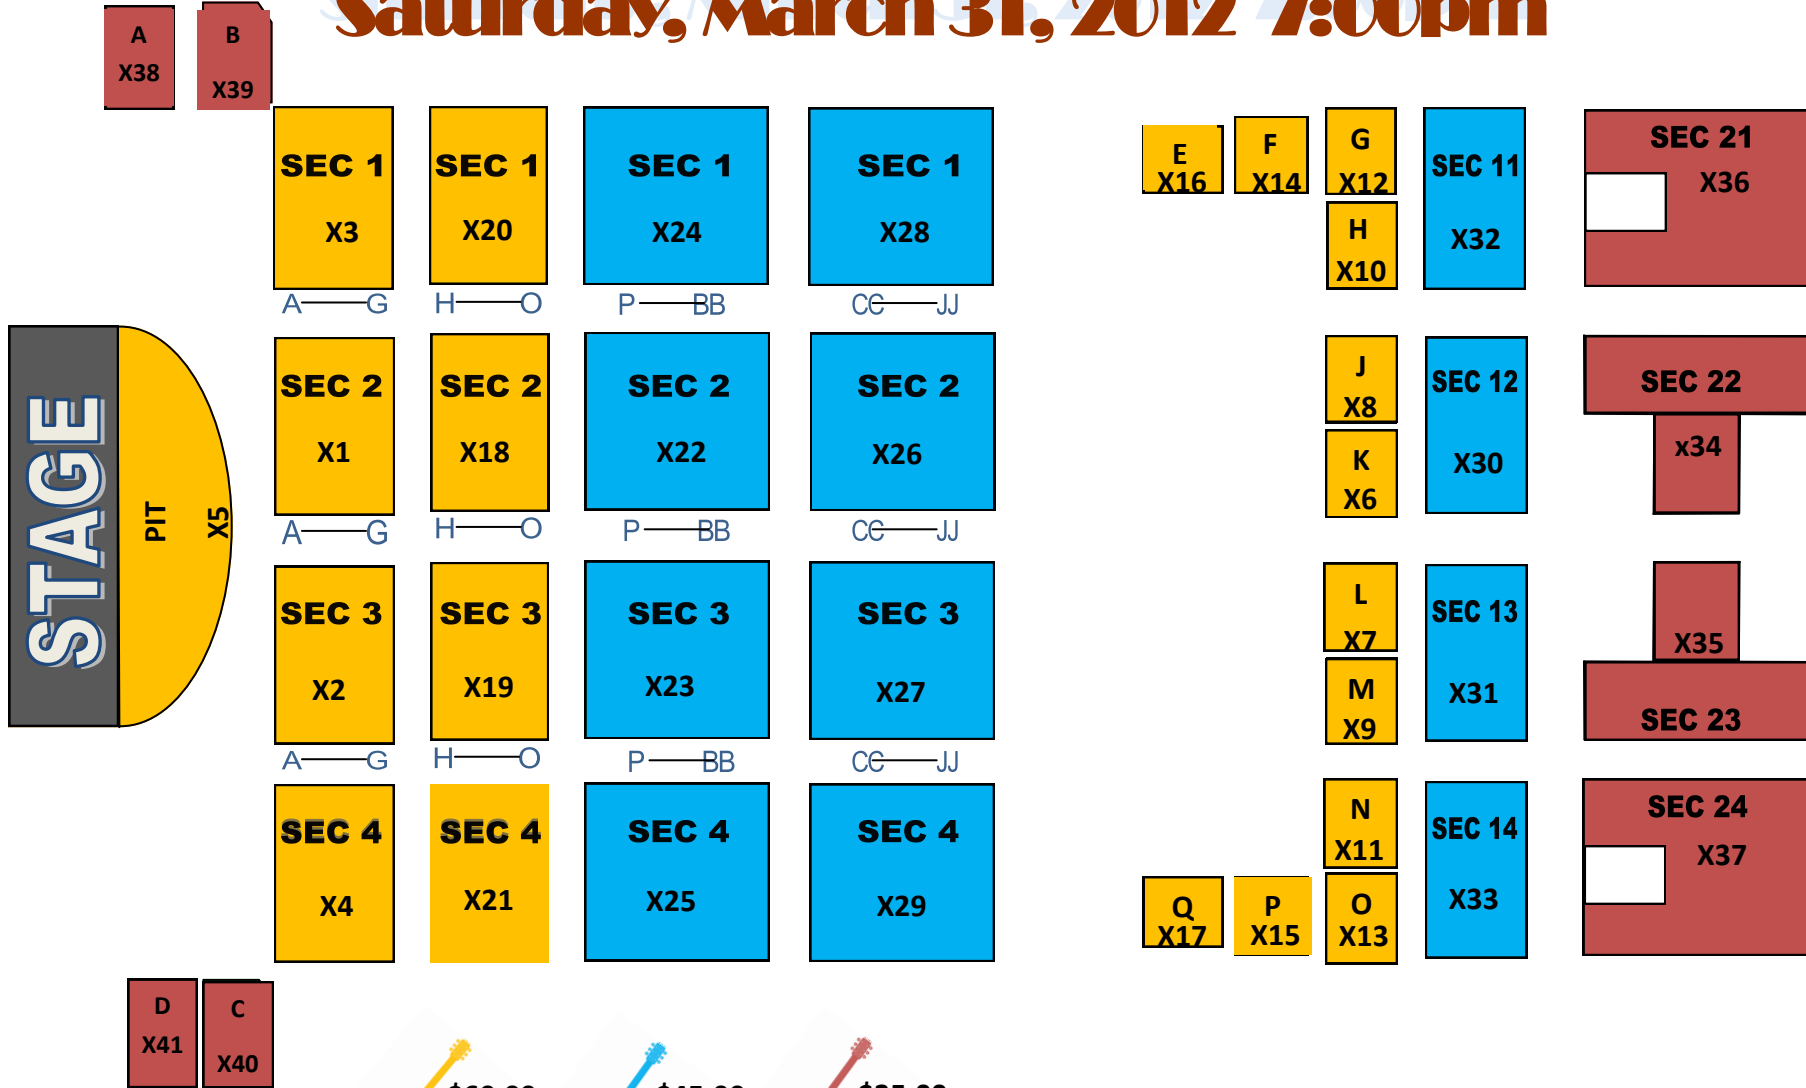 Saturday, March 31, 2012 7:00pm
A
X38
B
X39
SEC 1
X3
SEC 1
X20
SEC 1
X24
SEC 1
X28
A G
H O
P BB
CC JJ
E
X16
F
X14
G
X12
H
X10
SEC 11
X32
SEC 21
X36
STAGE
PIT
X5
SEC 2
X1
SEC 2
X18
SEC 2
X22
SEC 2
X26
A G
H O
P BB
CC JJ
J
X8
K
X6
SEC 12
X30
SEC 22
x34
SEC 3
X2
SEC 3
X19
SEC 3
X23
SEC 3
X27
A G
H O
P BB
CC JJ
L
X7
M
X9
SEC 13
X31
X35
SEC 23
SEC 4
X4
SEC 4
X21
SEC 4
X25
SEC 4
X29
N
X11
Q
X17
P
X15
O
X13
SEC 14
X33
SEC 24
X37
D
X41
C
X40